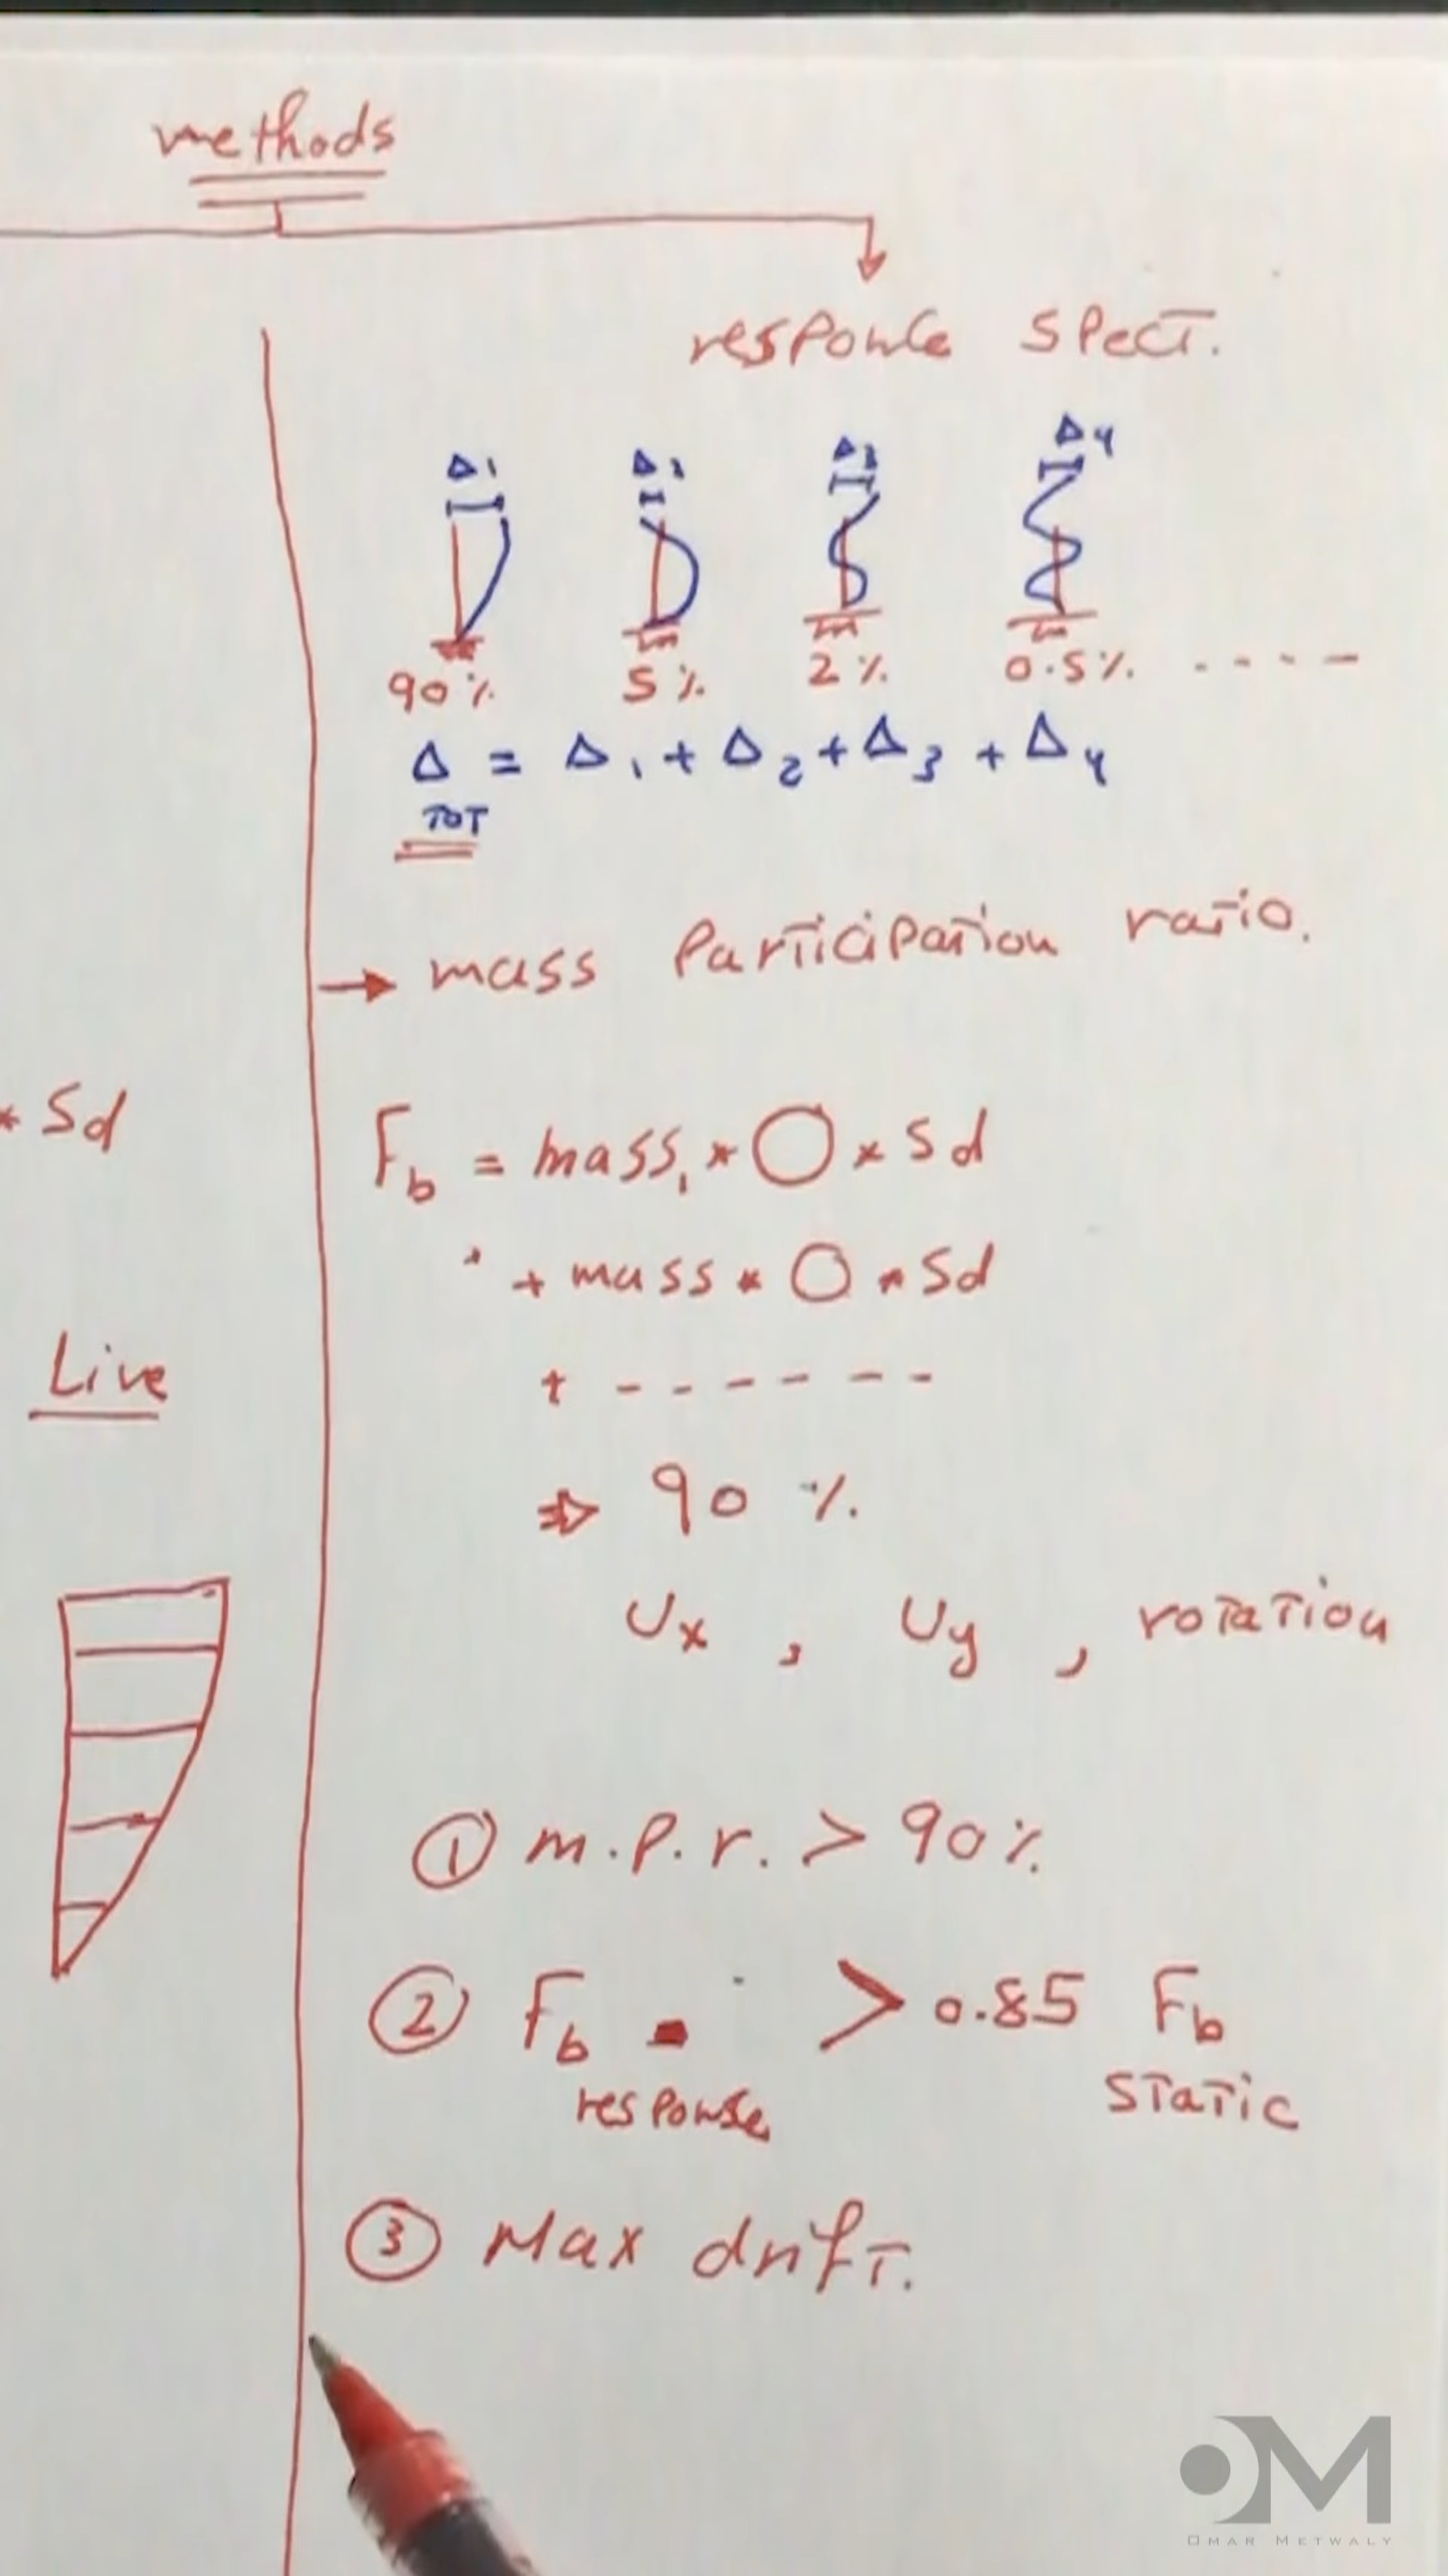 methods
response spect.
Δ1 Δ2 Δ3 Δ4
90% 5% 2% 0.5% ----
Δ = Δ1 + Δ2 + Δ3 + Δ4
TOT
→ mass participation ratio.
* Sd
Fb = mass1 * O * Sd
+ mass * O * Sd
Live
+ -------
⇒ 90 %
Ux , Uy , rotation
① m.p.r. > 90%
② Fb > 0.85 Fb
response static
③ Max drift.
OM
OMAR METWALY